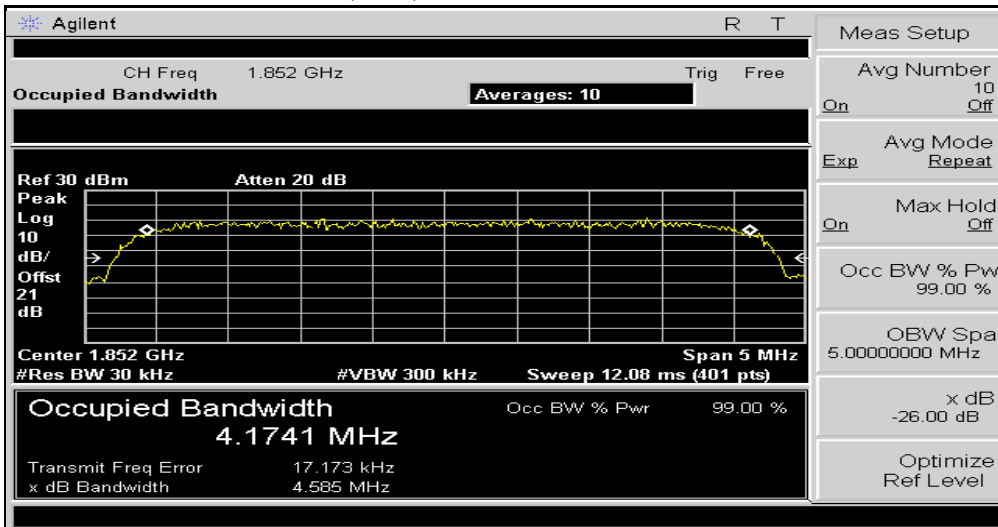 Agilent R T
CH Freq 1.852 GHz Trig Free
Occupied Bandwidth Averages: 10
Ref 30 dBm Atten 20 dB
Peak
Log
10
dB/
Offst
21
dB
Center 1.852 GHz Span 5 MHz
#Res BW 30 kHz #VBW 300 kHz Sweep 12.08 ms (401 pts)
Occupied Bandwidth Occ BW % Pwr 99.00 %
4.1741 MHz
Transmit Freq Error 17.173 kHz
x dB Bandwidth 4.585 MHz
Meas Setup
Avg Number
10
On Off
Avg Mode
Exp Repeat
Max Hold
On Off
Occ BW % Pw
99.00 %
OBW Spa
5.00000000 MHz
x dB
-26.00 dB
Optimize
Ref Level